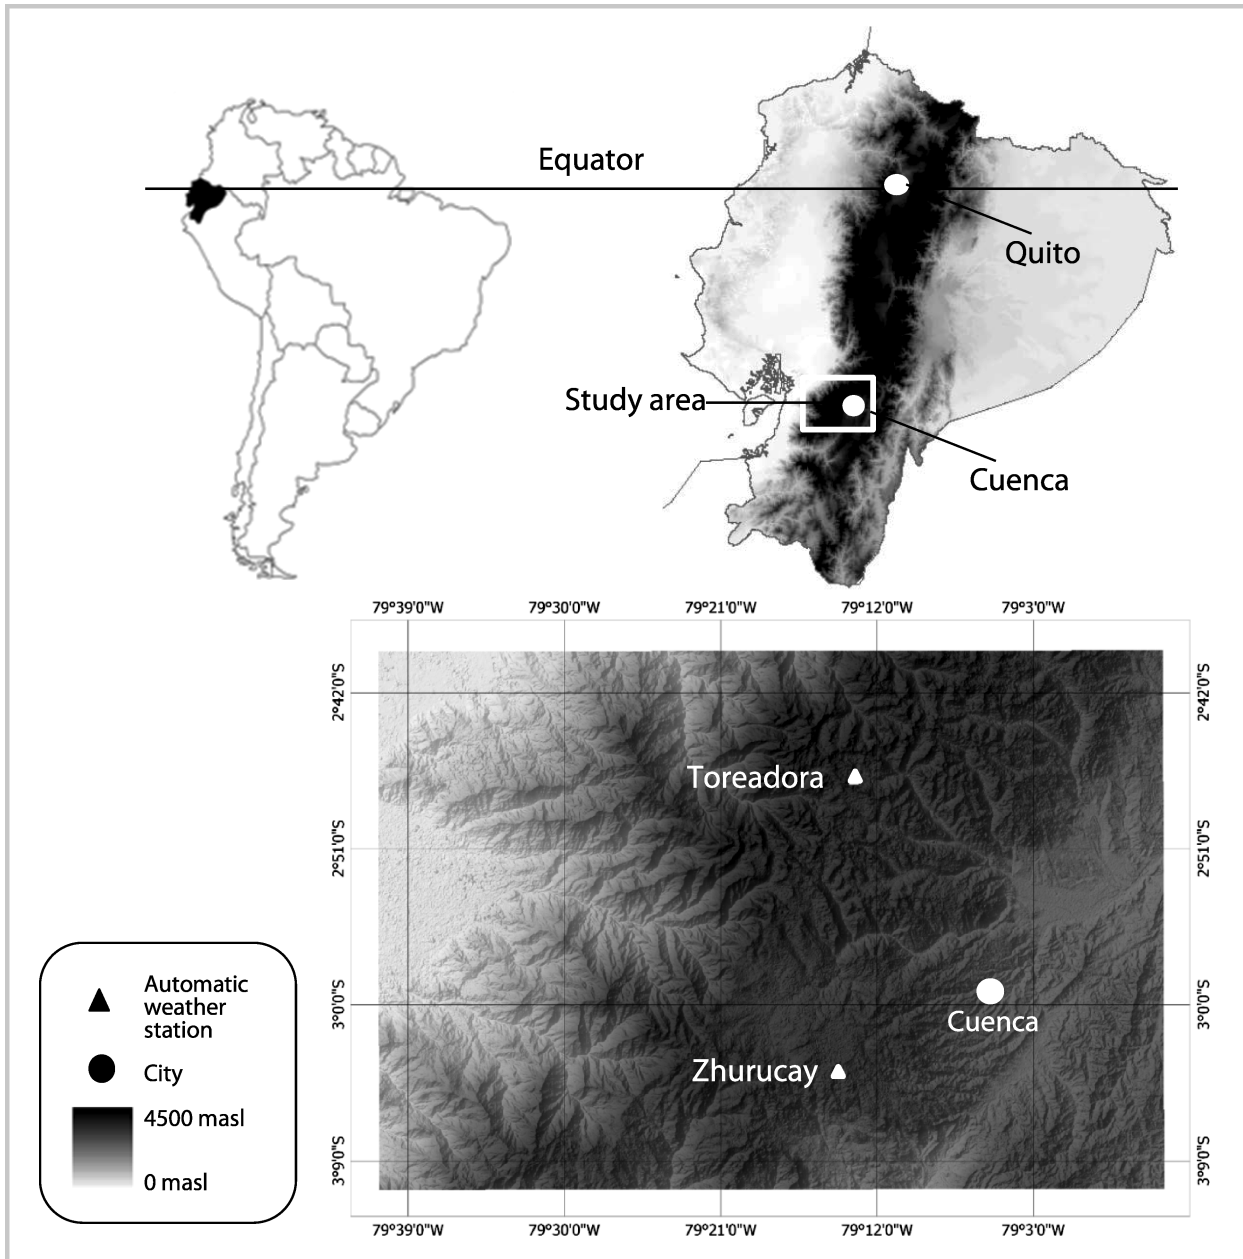 Equator
Quito
Study area
Cuenca
79°39'0"W 79°30'0"W 79°21'0"W 79°12'0"W 79°3'0"W
2°42'0"S 2°42'0"S
Toreadora
2°51'0"S 2°51'0"S
3°0'0"S 3°0'0"S
Cuenca
Zhurucay
3°9'0"S 3°9'0"S
79°39'0"W 79°30'0"W 79°21'0"W 79°12'0"W 79°3'0"W
Automatic
weather
station
City
4500 masl
0 masl